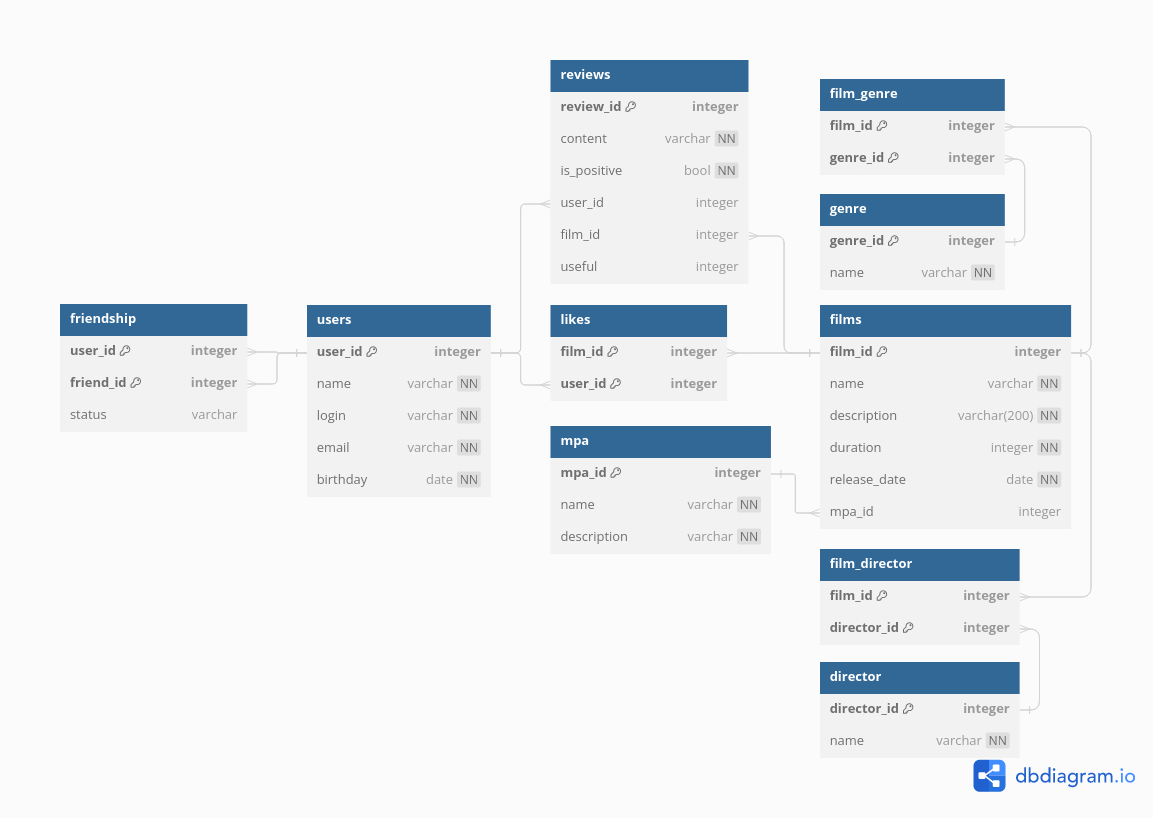 reviews
review_id integer
content varchar NN
is_positive bool NN
user_id integer
film_id integer
useful integer
film_genre
film_id integer
genre_id integer
genre
genre_id integer
name varchar NN
friendship
user_id integer
friend_id integer
status varchar
users
user_id integer
name varchar NN
login varchar NN
email varchar NN
birthday date NN
likes
film_id integer
user_id integer
films
film_id integer
name varchar NN
description varchar(200) NN
duration integer NN
release_date date NN
mpa_id integer
mpa
mpa_id integer
name varchar NN
description varchar NN
film_director
film_id integer
director_id integer
director
director_id integer
name varchar NN
dbdiagram.io